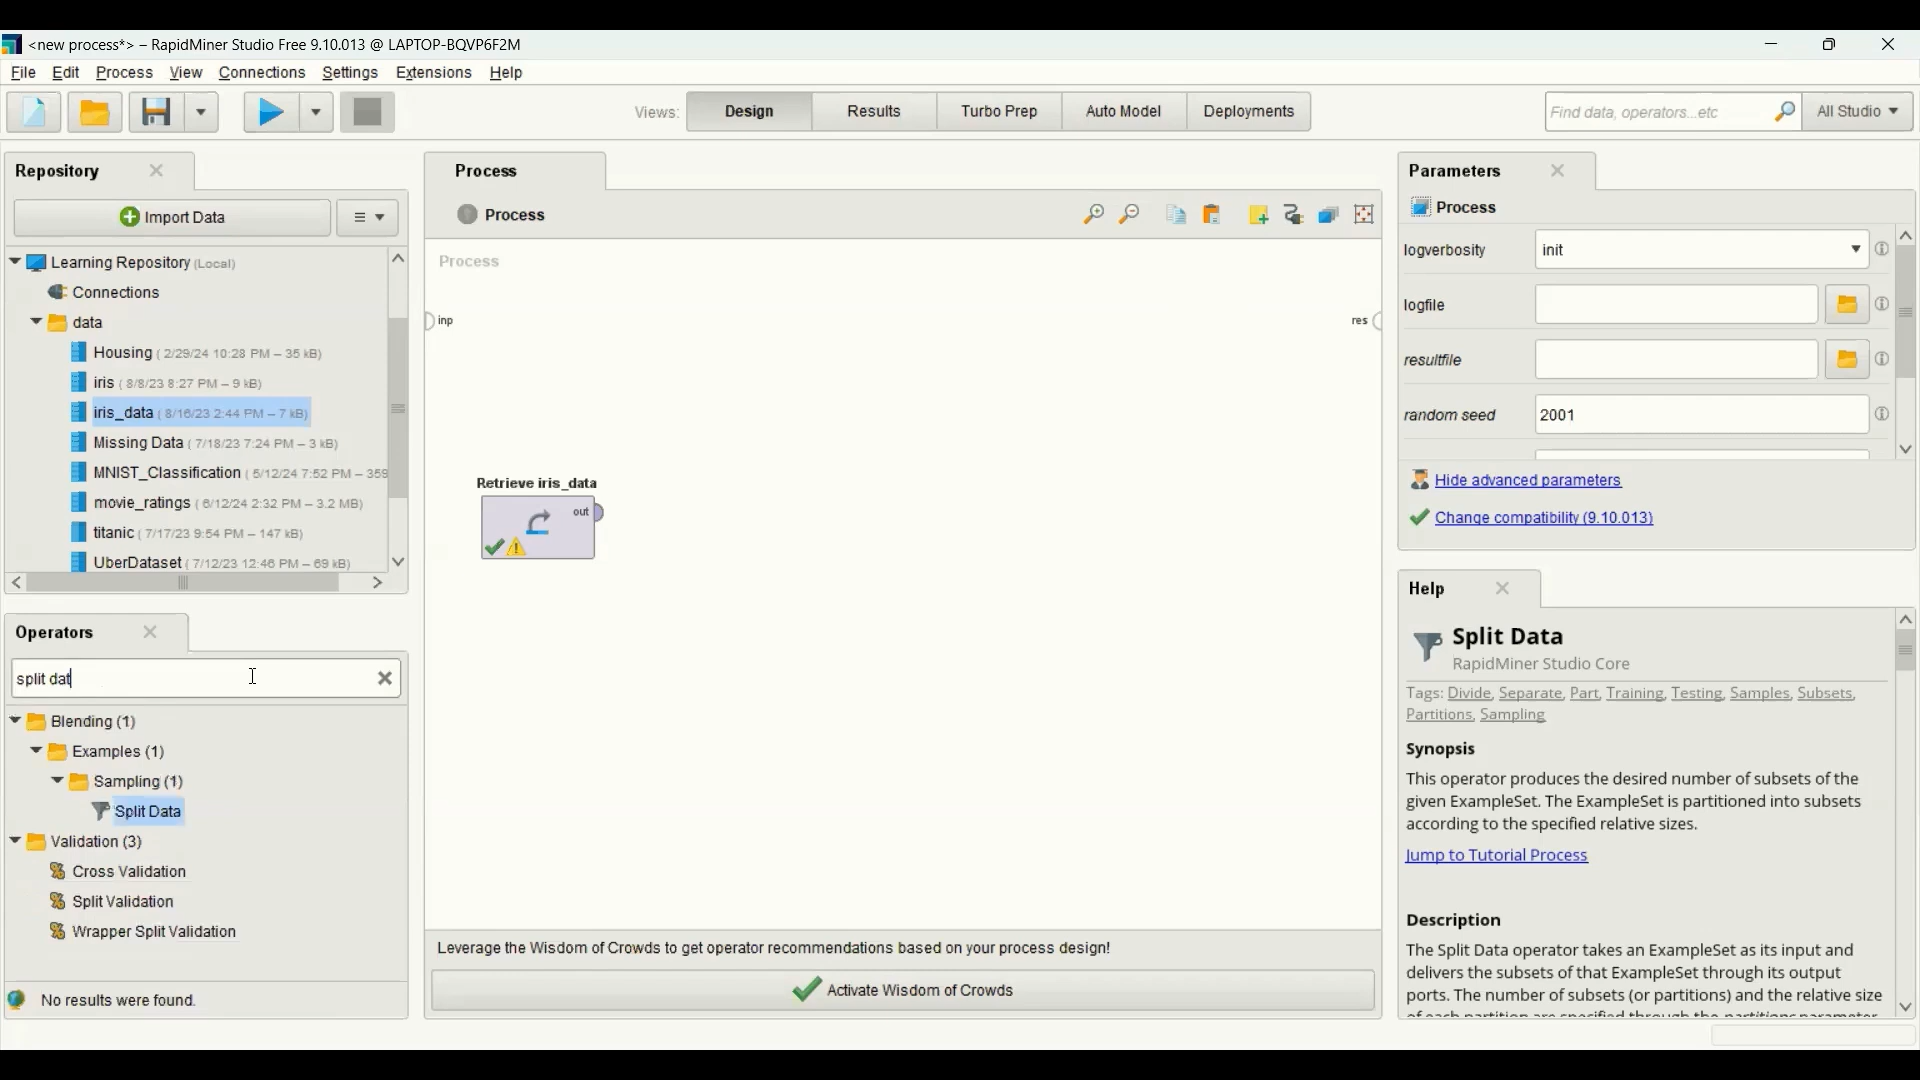 <new process*> – RapidMiner Studio Free 9.10.013 @ LAPTOP-BQVP6F2M
File Edit Process View Connections Settings Extensions Help
Views: Design Results Turbo Prep Auto Model Deployments
Find data, operators...etc All Studio
Repository
Import Data
Learning Repository (Local)
Connections
data
Housing ( 2/29/24 10:28 PM – 35 kB)
iris ( 8/8/23 8:27 PM – 9 kB)
iris_data ( 8/16/23 2:44 PM – 7 kB)
Missing Data ( 7/18/23 7:24 PM – 3 kB)
MNIST_Classification ( 5/12/24 7:52 PM – 359
movie_ratings ( 6/12/24 2:32 PM – 3.2 MB)
titanic ( 7/17/23 9:54 PM – 147 kB)
UberDataset ( 7/12/23 12:46 PM – 69 kB)
Operators
split dat
Blending (1)
Examples (1)
Sampling (1)
Split Data
Validation (3)
Cross Validation
Split Validation
Wrapper Split Validation
No results were found.
Process
Process
Process
inp
res
Retrieve iris_data
out
Leverage the Wisdom of Crowds to get operator recommendations based on your process design!
Activate Wisdom of Crowds
Parameters
Process
logverbosity init
logfile
resultfile
random seed 2001
Hide advanced parameters
Change compatibility (9.10.013)
Help
Split Data
RapidMiner Studio Core
Tags: Divide, Separate, Part, Training, Testing, Samples, Subsets,
Partitions, Sampling
Synopsis
This operator produces the desired number of subsets of the
given ExampleSet. The ExampleSet is partitioned into subsets
according to the specified relative sizes.
Jump to Tutorial Process
Description
The Split Data operator takes an ExampleSet as its input and
delivers the subsets of that ExampleSet through its output
ports. The number of subsets (or partitions) and the relative size
of each partition are specified through the partitions parameter